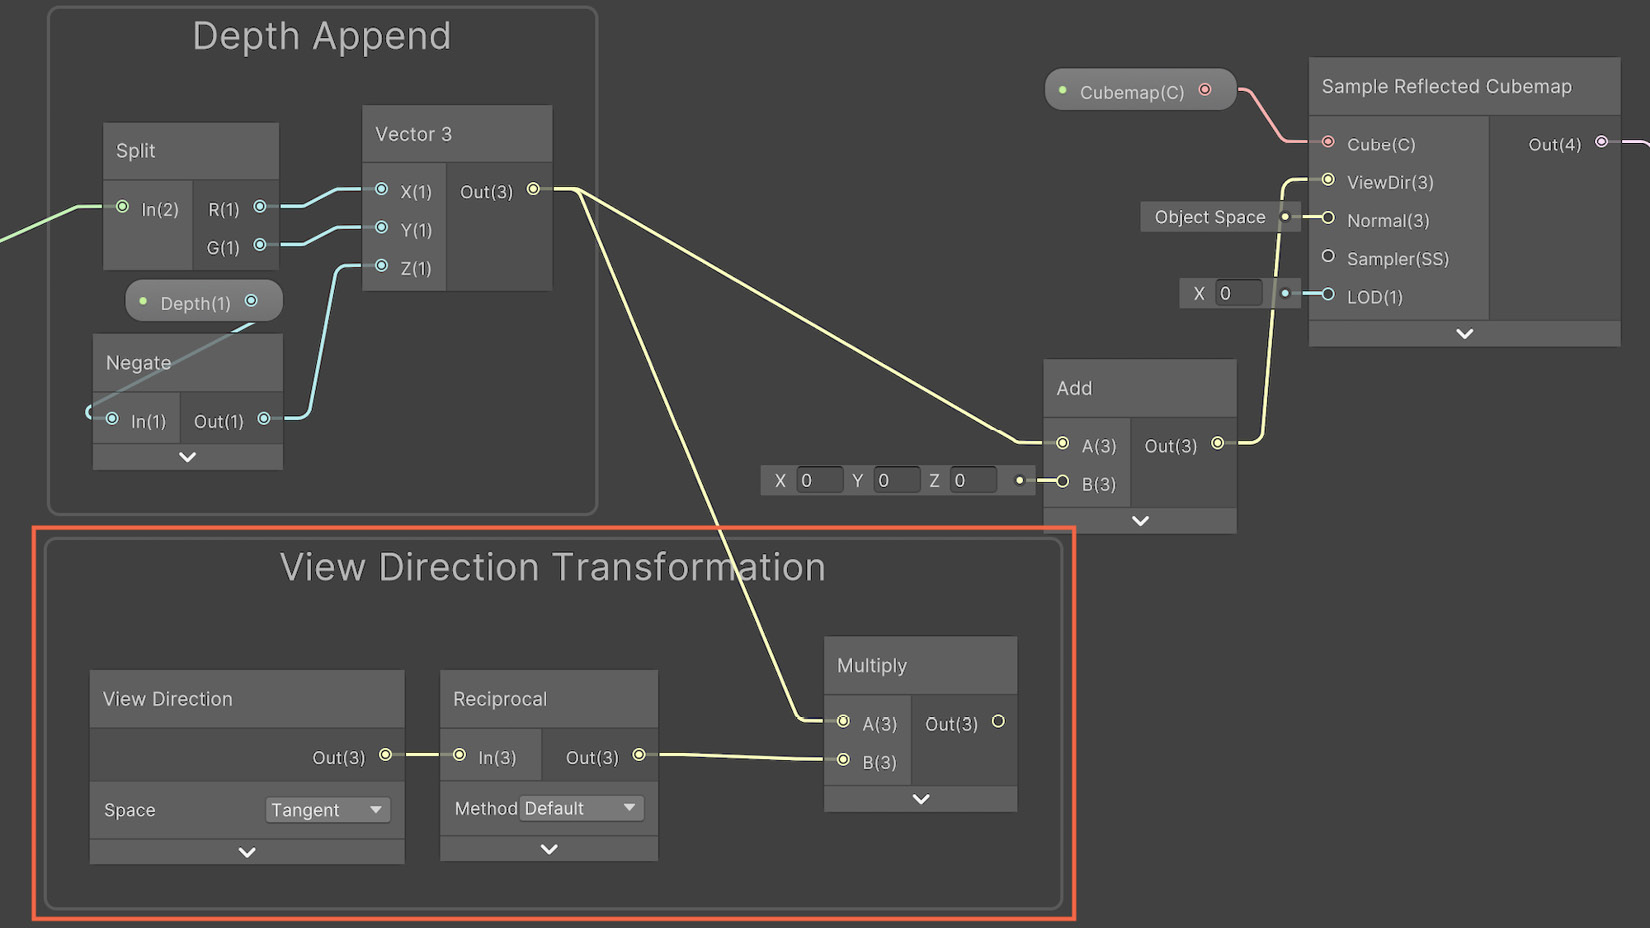 Depth Append
Split
In(2)
R(1)
G(1)
Vector 3
X(1)
Y(1)
Z(1)
Out(3)
Depth(1)
Negate
In(1)
Out(1)
Cubemap(C)
Sample Reflected Cubemap
Cube(C)
Out(4)
ViewDir(3)
Object Space
Normal(3)
Sampler(SS)
X 0
LOD(1)
Add
A(3)
Out(3)
X 0 Y 0 Z 0
B(3)
View Direction Transformation
View Direction
Out(3)
Space Tangent
Reciprocal
In(3)
Out(3)
Method Default
Multiply
A(3)
Out(3)
B(3)